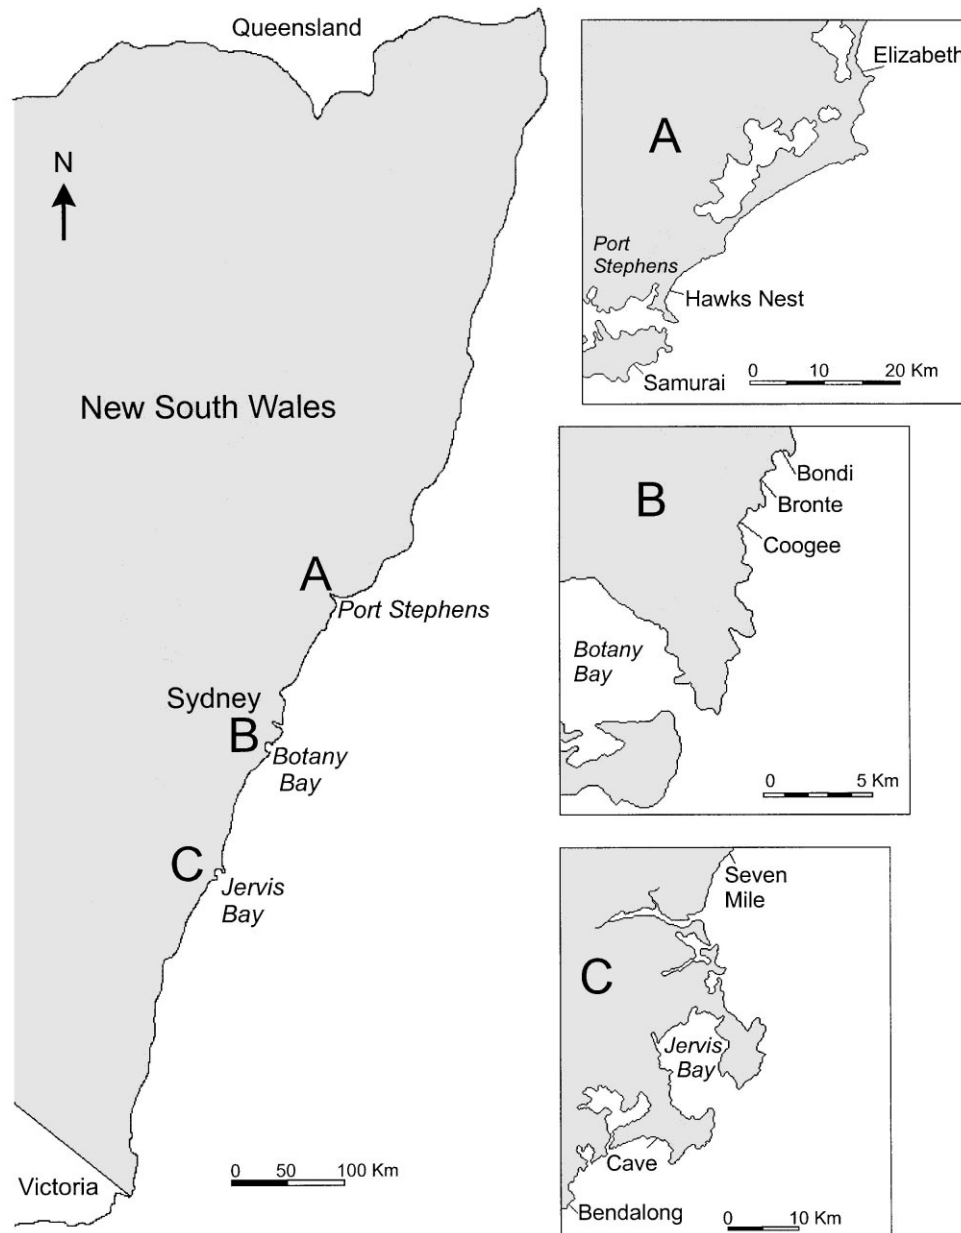 Queensland
N
New South Wales
A
Port Stephens
Sydney
B
Botany
Bay
C
Jervis
Bay
Victoria
0 50 100 Km
Elizabeth
A
Port
Stephens
Hawks Nest
Samurai
0 10 20 Km
Bondi
B
Bronte
Coogee
Botany
Bay
0 5 Km
Seven
Mile
C
Jervis
Bay
Cave
Bendalong
0 10 Km